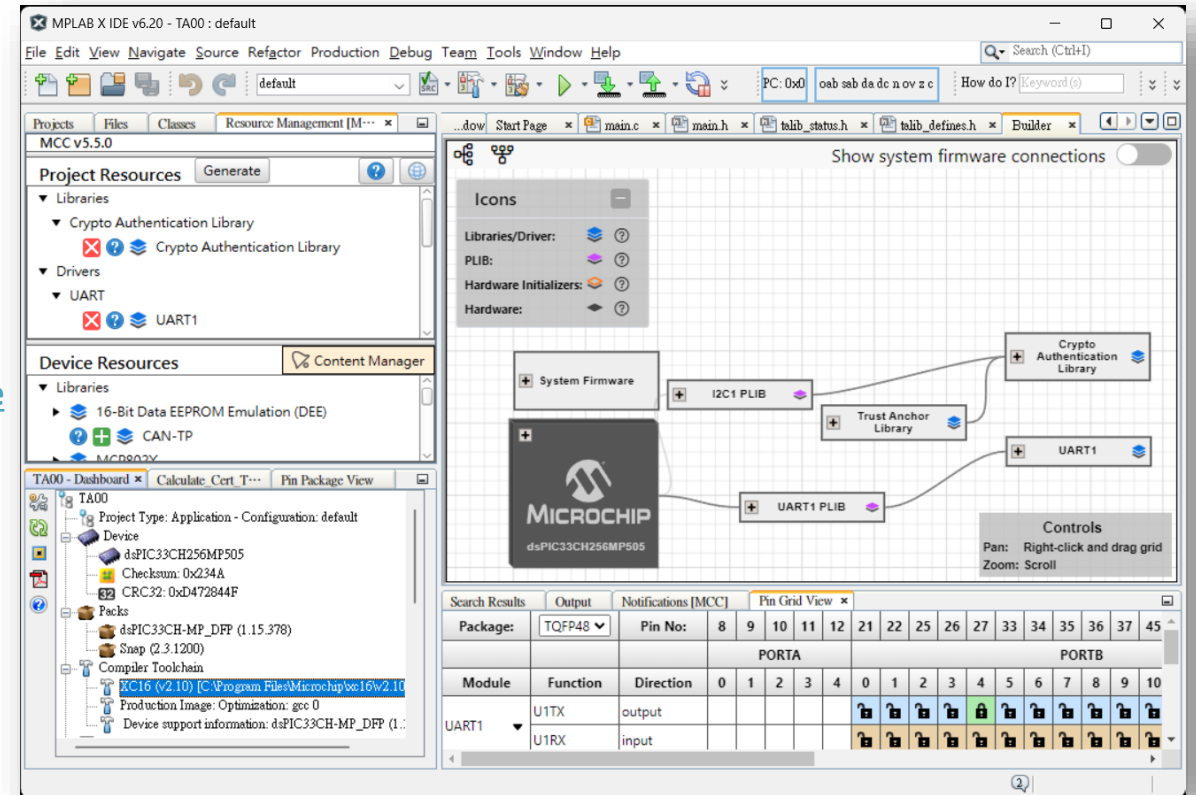 MPLAB X IDE v6.20 - TA00 : default
File Edit View Navigate Source Refactor Production Debug Team Tools Window Help
Search (Ctrl+I)
default
PC: 0x0
oab sab da dc n ov z c
How do I? Keyword(s)
Projects Files Classes Resource Management [M···
MCC v5.5.0
Project Resources Generate
Libraries
Crypto Authentication Library
Crypto Authentication Library
Drivers
UART
UART1
Device Resources Content Manager
Libraries
16-Bit Data EEPROM Emulation (DEE)
CAN-TP
MCP802X
TA00 - Dashboard Calculate_Cert_T··· Pin Package View
TA00
Project Type: Application - Configuration: default
Device
dsPIC33CH256MP505
Checksum: 0x234A
CRC32: 0xD472844F
Packs
dsPIC33CH-MP_DFP (1.15.378)
Snap (2.3.1200)
Compiler Toolchain
XC16 (v2.10) [C:\Program Files\Microchip\xc16\v2.10
Production Image: Optimization: gcc 0
Device support information: dsPIC33CH-MP_DFP (1.
...dow Start Page main.c main.h talib_status.h talib_defines.h Builder
Show system firmware connections
Icons
Libraries/Driver:
PLIB:
Hardware Initializers:
Hardware:
System Firmware
I2C1 PLIB
Crypto
Authentication
Library
Trust Anchor
Library
UART1
UART1 PLIB
MICROCHIP
dsPIC33CH256MP505
Controls
Pan: Right-click and drag grid
Zoom: Scroll
Search Results Output Notifications [MCC] Pin Grid View
Package: TQFP48 Pin No: 8 9 10 11 12 21 22 25 26 27 33 34 35 36 37 45
PORTA PORTB
Module Function Direction 0 1 2 3 4 0 1 2 3 4 5 6 7 8 9 10
UART1
U1TX output
U1RX input
2